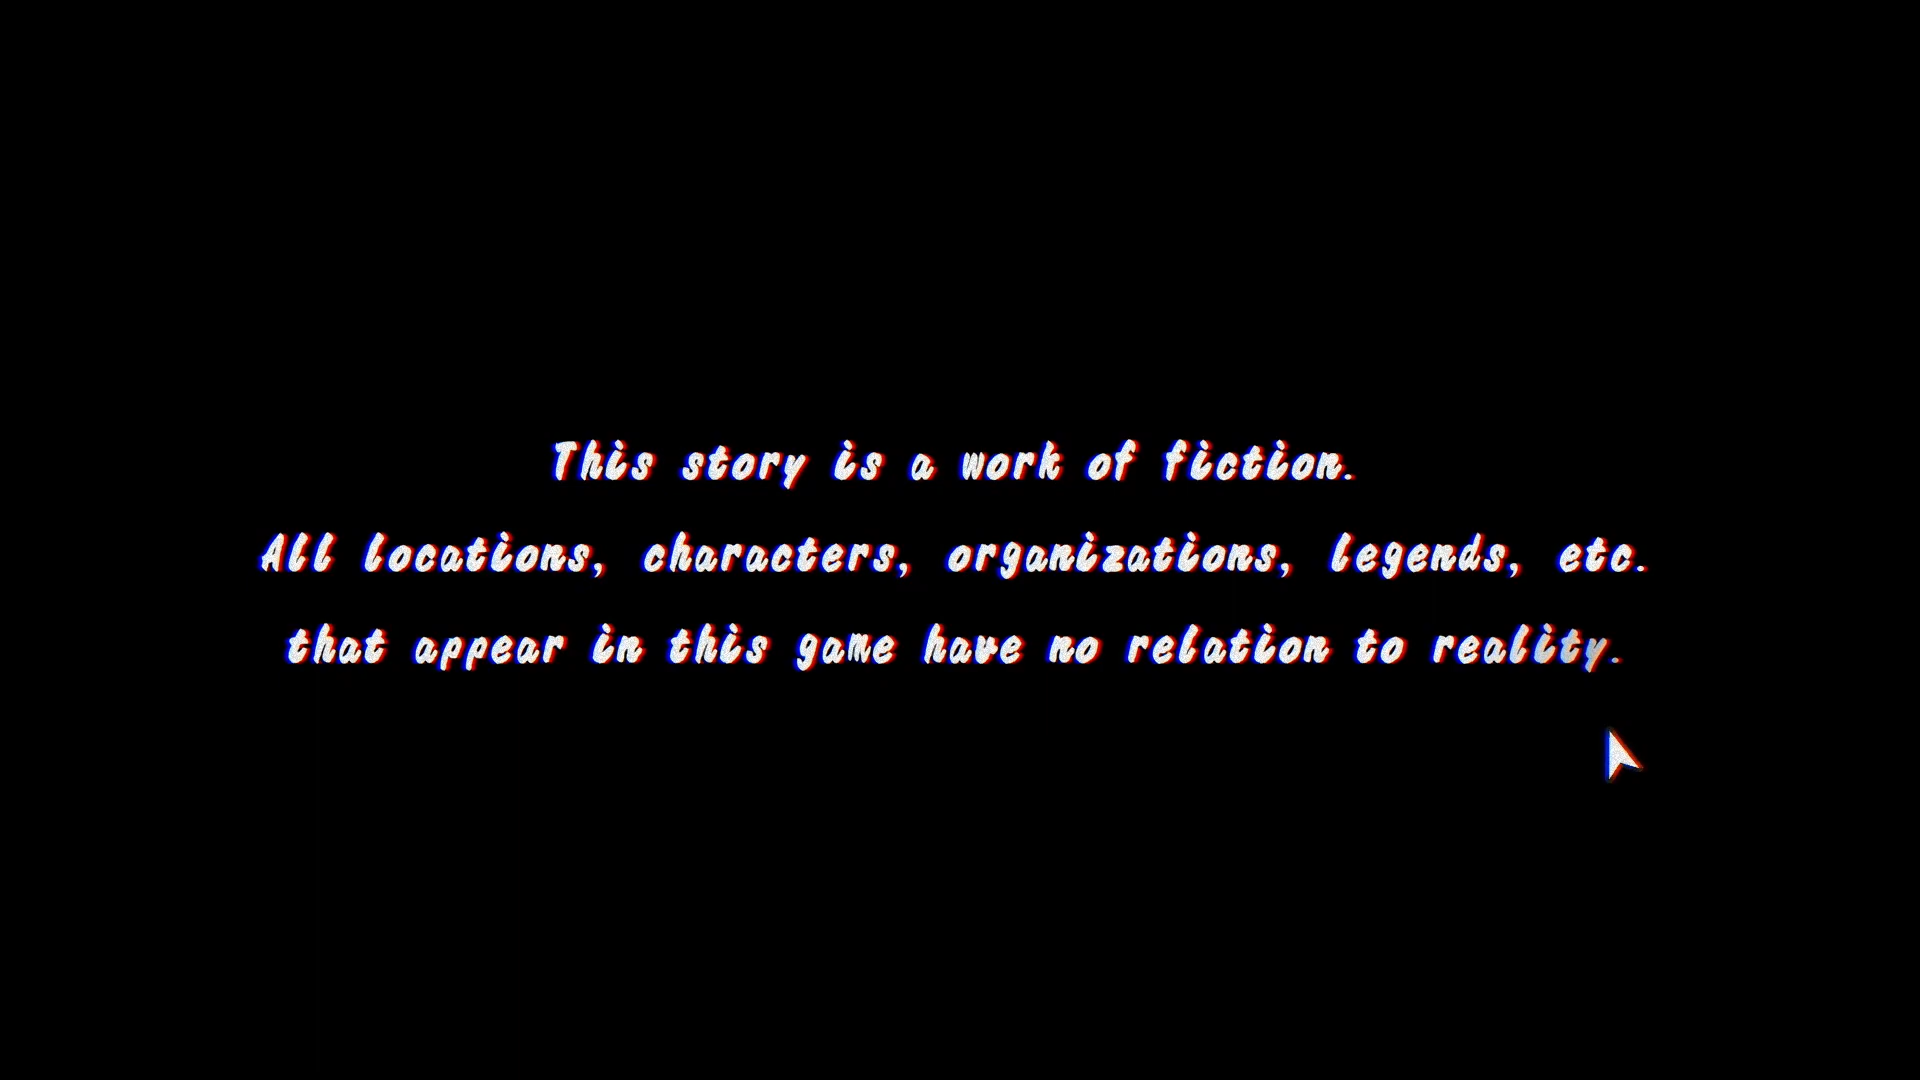 This story is a work of fiction.
All locations, characters, organizations, legends, etc.
that appear in this game have no relation to reality.